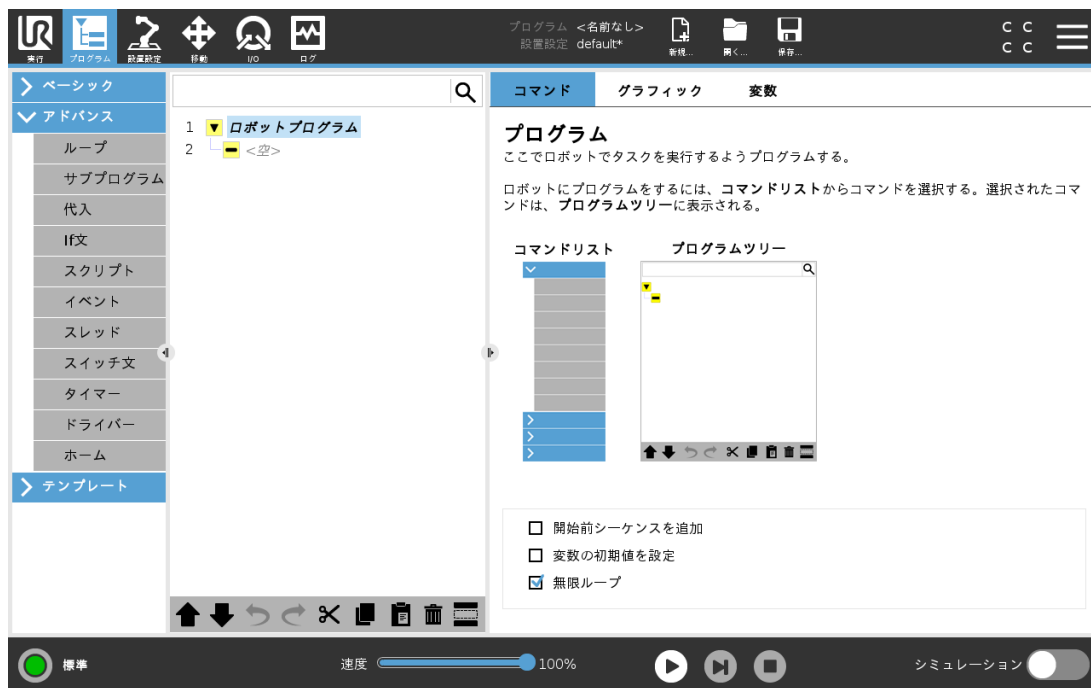 プログラム <名前なし>
設置設定 default*
実行
プログラム
設置設定
移動
I/O
ログ
新規...
開く...
保存...
C C
C C
ベーシック
アドバンス
ループ
サブプログラム
代入
If文
スクリプト
イベント
スレッド
スイッチ文
タイマー
ドライバー
ホーム
テンプレート
1 ロボットプログラム
2 <空>
コマンド グラフィック 変数
プログラム
ここでロボットでタスクを実行するようプログラムする。
ロボットにプログラムをするには、コマンドリストからコマンドを選択する。選択されたコマ
ンドは、プログラムツリーに表示される。
コマンドリスト プログラムツリー
開始前シーケンスを追加
変数の初期値を設定
無限ループ
標準
速度 100%
シミュレーション